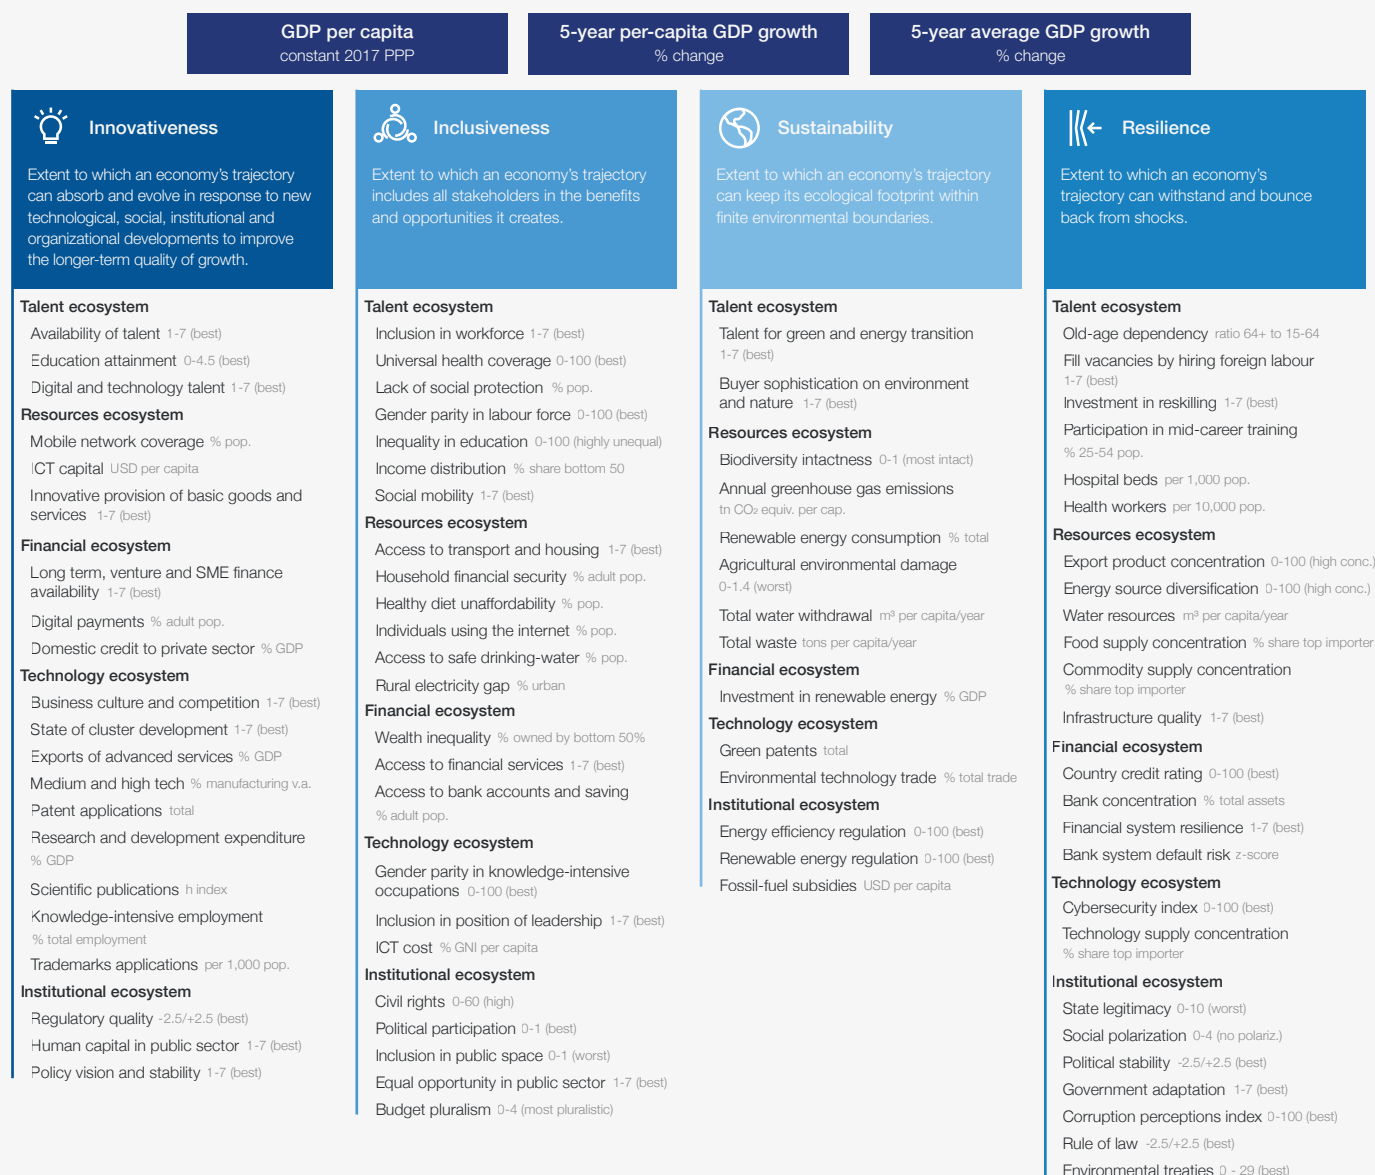 GDP per capita
constant 2017 PPP
5-year per-capita GDP growth
% change
5-year average GDP growth
% change
Innovativeness
Extent to which an economy's trajectory
can absorb and evolve in response to new
technological, social, institutional and
organizational developments to improve
the longer-term quality of growth.
Talent ecosystem
Availability of talent 1-7 (best)
Education attainment 0-4.5 (best)
Digital and technology talent 1-7 (best)
Resources ecosystem
Mobile network coverage % pop.
ICT capital USD per capita
Innovative provision of basic goods and
services 1-7 (best)
Financial ecosystem
Long term, venture and SME finance
availability 1-7 (best)
Digital payments % adult pop.
Domestic credit to private sector % GDP
Technology ecosystem
Business culture and competition 1-7 (best)
State of cluster development 1-7 (best)
Exports of advanced services % GDP
Medium and high tech % manufacturing v.a.
Patent applications total
Research and development expenditure
% GDP
Scientific publications h index
Knowledge-intensive employment
% total employment
Trademarks applications per 1,000 pop.
Institutional ecosystem
Regulatory quality -2.5/+2.5 (best)
Human capital in public sector 1-7 (best)
Policy vision and stability 1-7 (best)
Inclusiveness
Extent to which an economy's trajectory
includes all stakeholders in the benefits
and opportunities it creates.
Talent ecosystem
Inclusion in workforce 1-7 (best)
Universal health coverage 0-100 (best)
Lack of social protection % pop.
Gender parity in labour force 0-100 (best)
Inequality in education 0-100 (highly unequal)
Income distribution % share bottom 50
Social mobility 1-7 (best)
Resources ecosystem
Access to transport and housing 1-7 (best)
Household financial security % adult pop.
Healthy diet unaffordability % pop.
Individuals using the internet % pop.
Access to safe drinking-water % pop.
Rural electricity gap % urban
Financial ecosystem
Wealth inequality % owned by bottom 50%
Access to financial services 1-7 (best)
Access to bank accounts and saving
% adult pop.
Technology ecosystem
Gender parity in knowledge-intensive
occupations 0-100 (best)
Inclusion in position of leadership 1-7 (best)
ICT cost % GNI per capita
Institutional ecosystem
Civil rights 0-60 (high)
Political participation 0-1 (best)
Inclusion in public space 0-1 (worst)
Equal opportunity in public sector 1-7 (best)
Budget pluralism 0-4 (most pluralistic)
Sustainability
Extent to which an economy's trajectory
can keep its ecological footprint within
finite environmental boundaries.
Talent ecosystem
Talent for green and energy transition
1-7 (best)
Buyer sophistication on environment
and nature 1-7 (best)
Resources ecosystem
Biodiversity intactness 0-1 (most intact)
Annual greenhouse gas emissions
tn CO₂ equiv. per cap.
Renewable energy consumption % total
Agricultural environmental damage
0-1.4 (worst)
Total water withdrawal m³ per capita/year
Total waste tons per capita/year
Financial ecosystem
Investment in renewable energy % GDP
Technology ecosystem
Green patents total
Environmental technology trade % total trade
Institutional ecosystem
Energy efficiency regulation 0-100 (best)
Renewable energy regulation 0-100 (best)
Fossil-fuel subsidies USD per capita
Resilience
Extent to which an economy's
trajectory can withstand and bounce
back from shocks.
Talent ecosystem
Old-age dependency ratio 64+ to 15-64
Fill vacancies by hiring foreign labour
1-7 (best)
Investment in reskilling 1-7 (best)
Participation in mid-career training
% 25-54 pop.
Hospital beds per 1,000 pop.
Health workers per 10,000 pop.
Resources ecosystem
Export product concentration 0-100 (high conc.)
Energy source diversification 0-100 (high conc.)
Water resources m³ per capita/year
Food supply concentration % share top importer
Commodity supply concentration
% share top importer
Infrastructure quality 1-7 (best)
Financial ecosystem
Country credit rating 0-100 (best)
Bank concentration % total assets
Financial system resilience 1-7 (best)
Bank system default risk z-score
Technology ecosystem
Cybersecurity index 0-100 (best)
Technology supply concentration
% share top importer
Institutional ecosystem
State legitimacy 0-10 (worst)
Social polarization 0-4 (no polariz.)
Political stability -2.5/+2.5 (best)
Government adaptation 1-7 (best)
Corruption perceptions index 0-100 (best)
Rule of law -2.5/+2.5 (best)
Environmental treaties 0 - 29 (best)